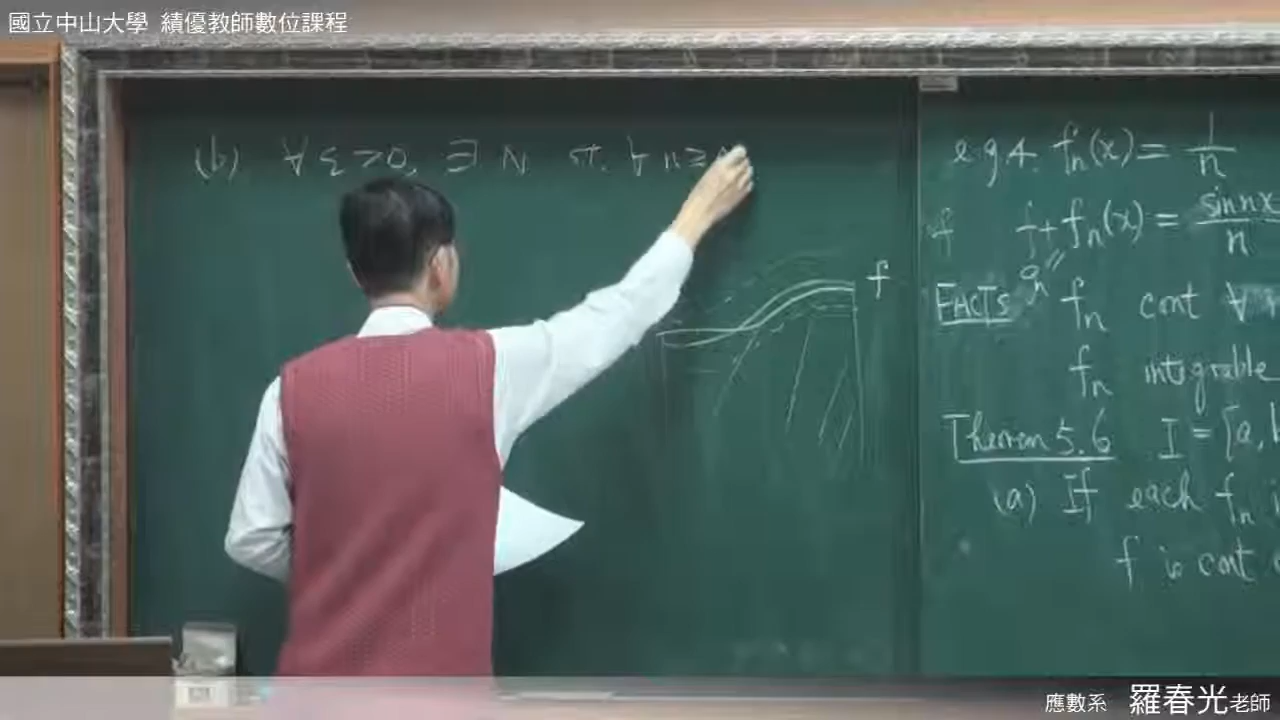 國立中山大學 績優教師數位課程
(b) ∀ ε > 0, ∃ N st. ∀ n ≥
f
e.g. 4. fn(x) = 1/n
f f + fn(x) = sin nx / n
gn
FACTS fn cont ∀
fn integrable
Theorem 5.6 I = [a, b
(a) If each fn i
f is cont
應數系 羅春光老師